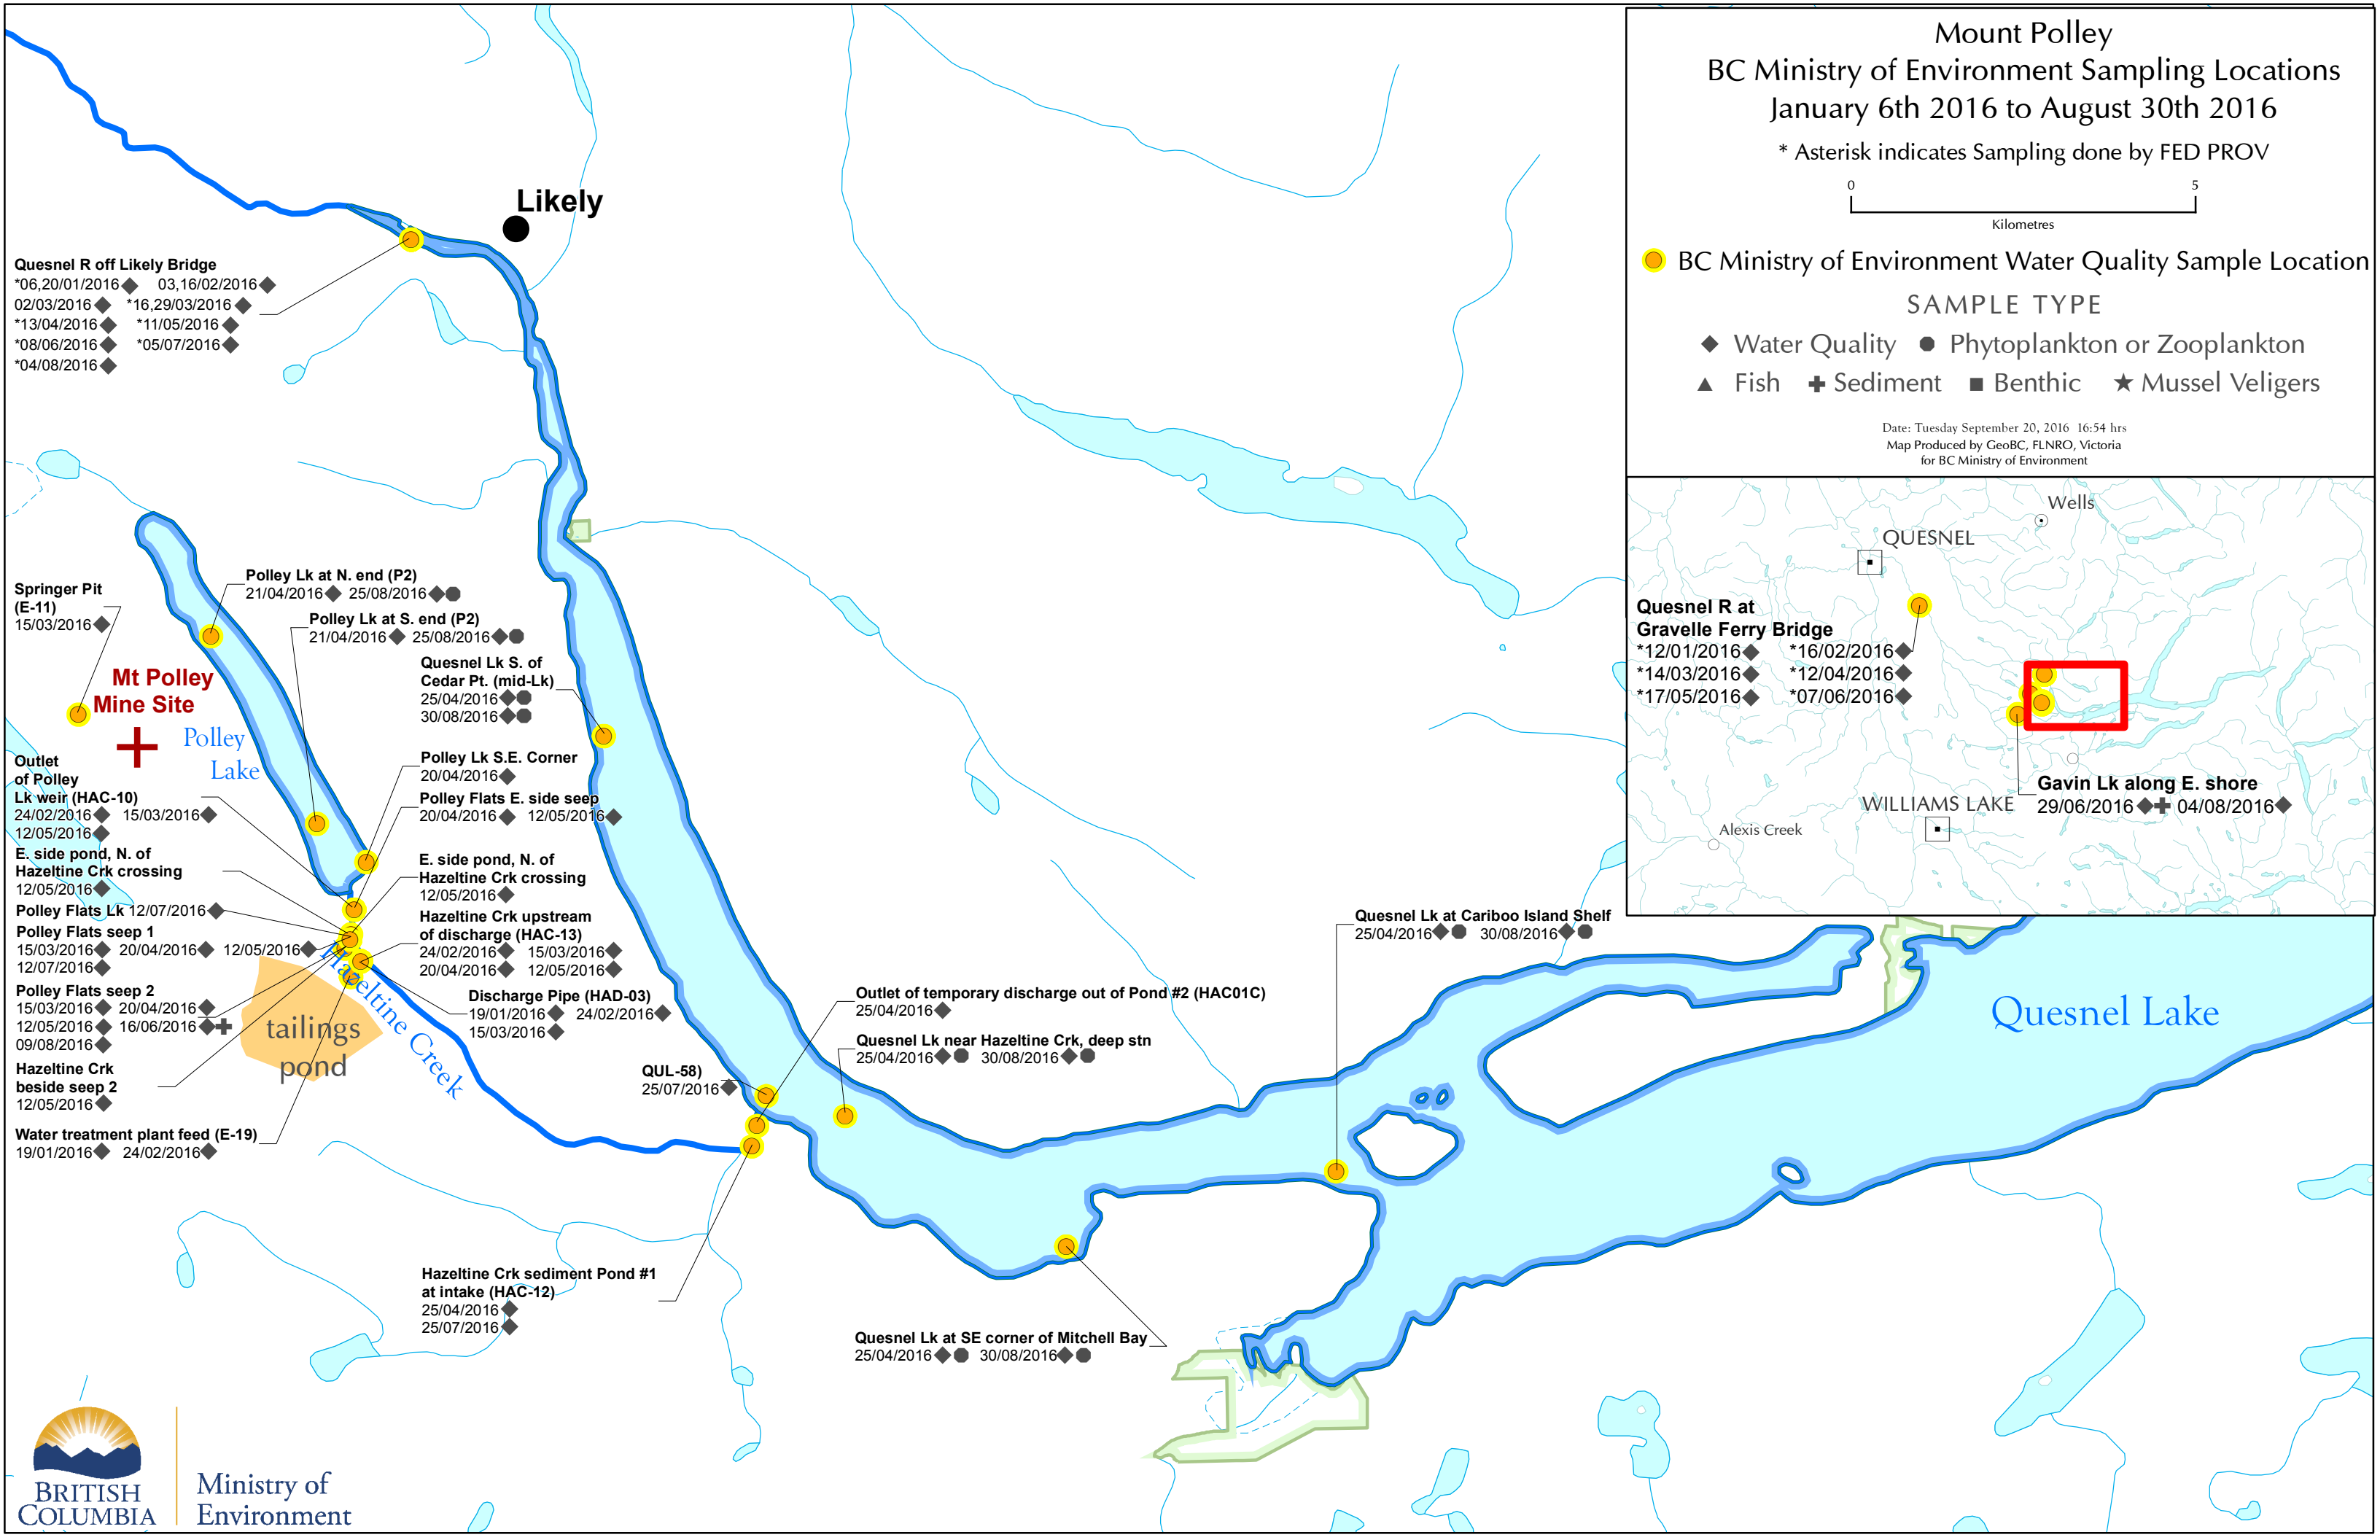 Mount Polley
BC Ministry of Environment Sampling Locations
January 6th 2016 to August 30th 2016
* Asterisk indicates Sampling done by FED PROV
0 5
Kilometres
BC Ministry of Environment Water Quality Sample Location
SAMPLE TYPE
Water Quality Phytoplankton or Zooplankton
Fish Sediment Benthic Mussel Veligers
Date: Tuesday September 20, 2016 16:54 hrs
Map Produced by GeoBC, FLNRO, Victoria
for BC Ministry of Environment
Wells
QUESNEL
Quesnel R at
Gravelle Ferry Bridge
*12/01/2016 *16/02/2016
*14/03/2016 *12/04/2016
*17/05/2016 *07/06/2016
Gavin Lk along E. shore
29/06/2016 04/08/2016
WILLIAMS LAKE
Alexis Creek
Likely
Quesnel R off Likely Bridge
*06,20/01/2016 03,16/02/2016
02/03/2016 *16,29/03/2016
*13/04/2016 *11/05/2016
*08/06/2016 *05/07/2016
*04/08/2016
Springer Pit
(E-11)
15/03/2016
Polley Lk at N. end (P2)
21/04/2016 25/08/2016
Polley Lk at S. end (P2)
21/04/2016 25/08/2016
Quesnel Lk S. of
Cedar Pt. (mid-Lk)
25/04/2016
30/08/2016
Mt Polley
Mine Site
Polley
Lake
Outlet
of Polley
Lk weir (HAC-10)
24/02/2016 15/03/2016
12/05/2016
Polley Lk S.E. Corner
20/04/2016
Polley Flats E. side seep
20/04/2016 12/05/2016
E. side pond, N. of
Hazeltine Crk crossing
12/05/2016
E. side pond, N. of
Hazeltine Crk crossing
12/05/2016
Polley Flats Lk 12/07/2016
Polley Flats seep 1
15/03/2016 20/04/2016 12/05/2016
12/07/2016
Hazeltine Crk upstream
of discharge (HAC-13)
24/02/2016 15/03/2016
20/04/2016 12/05/2016
Polley Flats seep 2
15/03/2016 20/04/2016
12/05/2016 16/06/2016
09/08/2016
Discharge Pipe (HAD-03)
19/01/2016 24/02/2016
15/03/2016
tailings
pond
Hazeltine Creek
Hazeltine Crk
beside seep 2
12/05/2016
Water treatment plant feed (E-19)
19/01/2016 24/02/2016
QUL-58)
25/07/2016
Outlet of temporary discharge out of Pond #2 (HAC01C)
25/04/2016
Quesnel Lk near Hazeltine Crk, deep stn
25/04/2016 30/08/2016
Quesnel Lk at Cariboo Island Shelf
25/04/2016 30/08/2016
Quesnel Lake
Hazeltine Crk sediment Pond #1
at intake (HAC-12)
25/04/2016
25/07/2016
Quesnel Lk at SE corner of Mitchell Bay
25/04/2016 30/08/2016
BRITISH
COLUMBIA
Ministry of
Environment